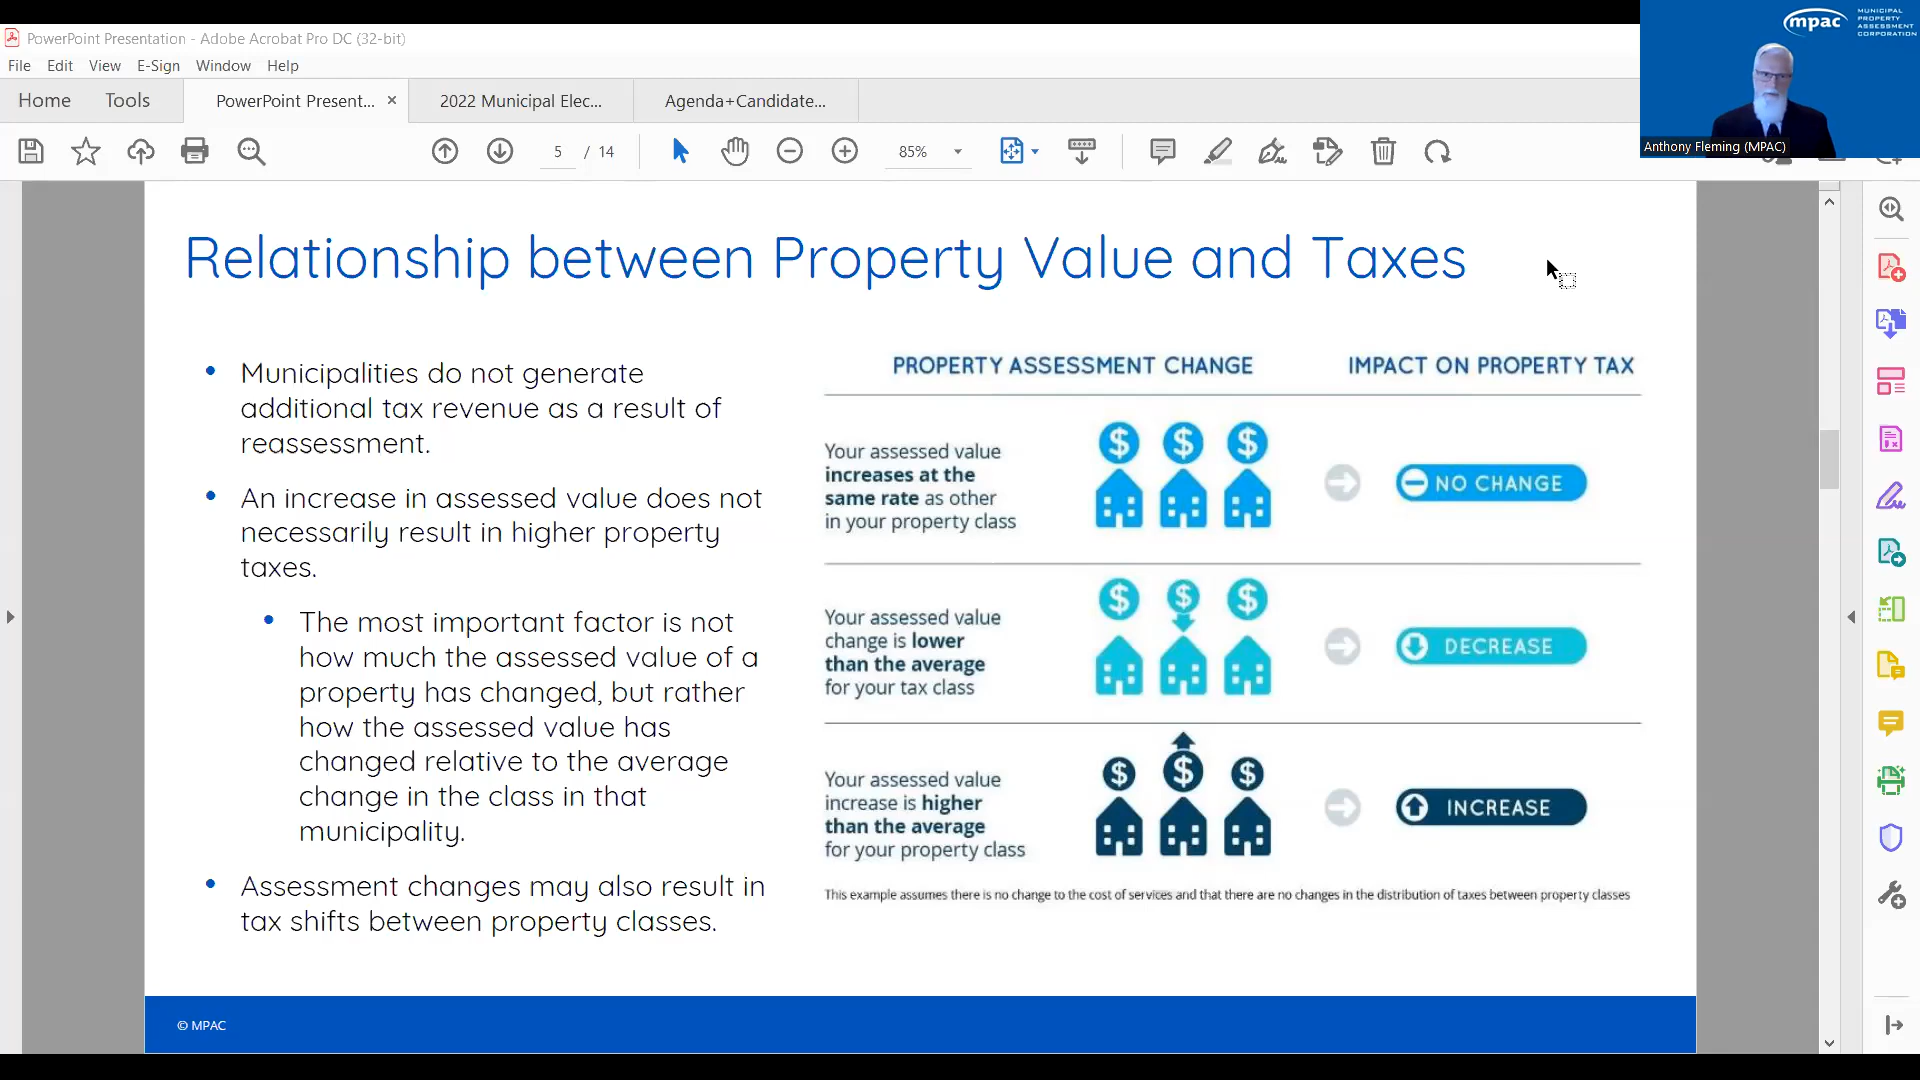 PowerPoint Presentation - Adobe Acrobat Pro DC (32-bit)
File Edit View E-Sign Window Help
Home Tools PowerPoint Present... × 2022 Municipal Elec... Agenda+Candidate...
5 / 14 85%
mpac MUNICIPAL
PROPERTY
ASSESSMENT
CORPORATION
Anthony Fleming (MPAC)
Relationship between Property Value and Taxes
• Municipalities do not generate
additional tax revenue as a result of
reassessment.
• An increase in assessed value does not
necessarily result in higher property
taxes.
• The most important factor is not
how much the assessed value of a
property has changed, but rather
how the assessed value has
changed relative to the average
change in the class in that
municipality.
• Assessment changes may also result in
tax shifts between property classes.
PROPERTY ASSESSMENT CHANGE IMPACT ON PROPERTY TAX
Your assessed value
increases at the
same rate as other
in your property class
$ $ $
NO CHANGE
Your assessed value
change is lower
than the average
for your tax class
$ $ $
DECREASE
Your assessed value
increase is higher
than the average
for your property class
$ $ $
INCREASE
This example assumes there is no change to the cost of services and that there are no changes in the distribution of taxes between property classes
© MPAC